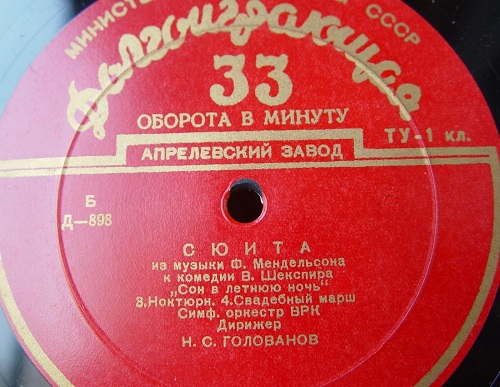 МИНИСТЕ СССР
Долгоиграющая
33
ОБОРОТА В МИНУТУ
ТУ-1 кл.
АПРЕЛЕВСКИЙ ЗАВОД
Б
Д—898
СЮИТА
из музыки Ф. Мендельсона
к комедии В. Шекспира
„Сон в летнюю ночь"
3.Ноктюрн. 4.Свадебный марш
Симф. оркестр ВРК
Дирижер
Н. С. ГОЛОВАНОВ